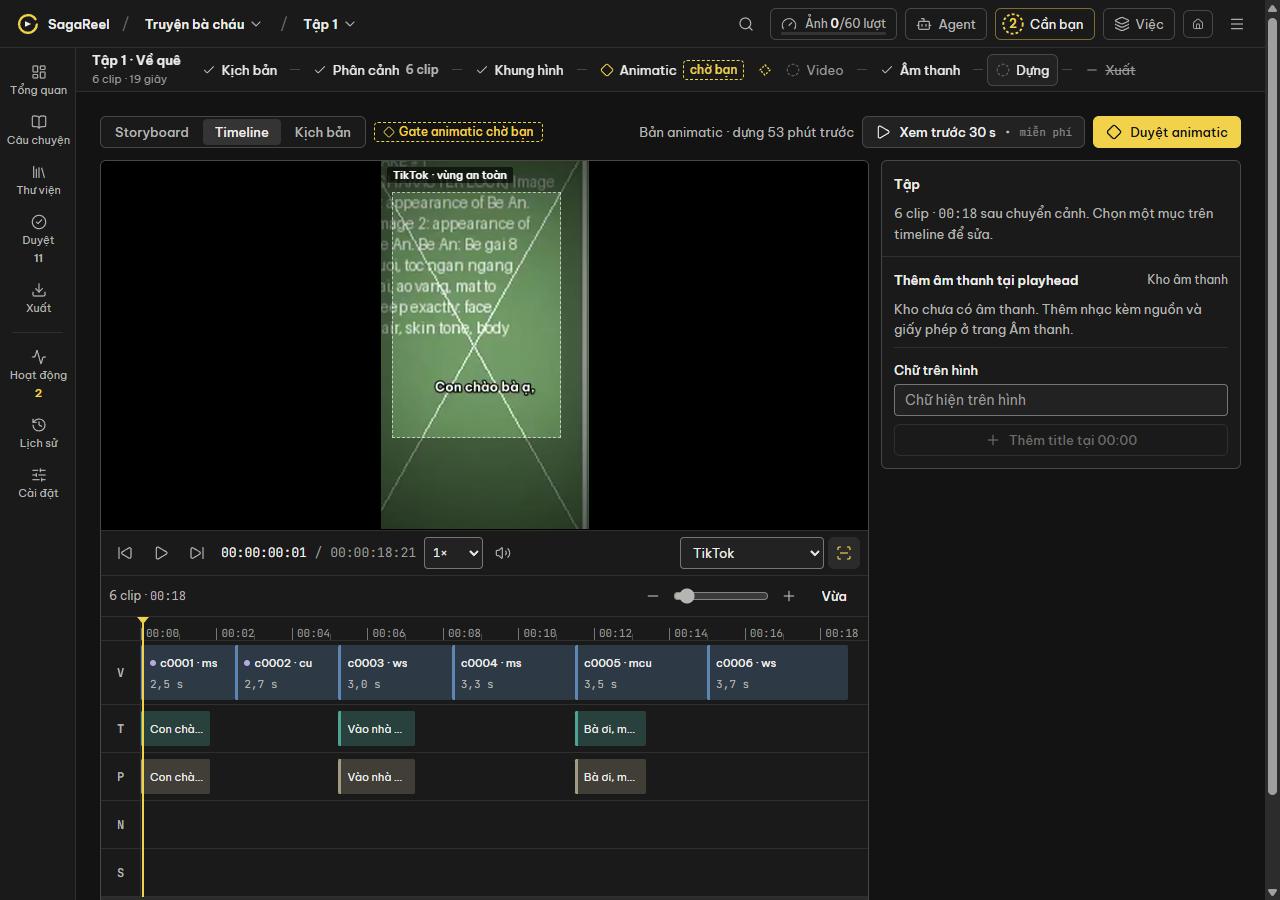 SagaReel / Truyện bà cháu / Tập 1
Ảnh 0/60 lượt
Agent
2 Cần bạn
Việc
Tổng quan
Câu chuyện
Thư viện
Duyệt
11
Xuất
Hoạt động
2
Lịch sử
Cài đặt
Tập 1 · Về quê
6 clip · 19 giây
Kịch bản
Phân cảnh 6 clip
Khung hình
Animatic chờ bạn
Video
Âm thanh
Dựng
Xuất
Storyboard
Timeline
Kịch bản
Gate animatic chờ bạn
Bản animatic · dựng 53 phút trước
Xem trước 30 s • miễn phí
Duyệt animatic
TikTok · vùng an toàn
Image
appearance of Be An.
2: appearance of
An. Be An: Be gai 8
toc ngan ngang
ao vang, mat to
exactly: face,
skin tone, body
Con chào bà ạ.
00:00:00:01 / 00:00:18:21
1×
TikTok
6 clip · 00:18
Vừa
00:00
00:02
00:04
00:06
00:08
00:10
00:12
00:14
00:16
00:18
V
c0001 · ms
2,5 s
c0002 · cu
2,7 s
c0003 · ws
3,0 s
c0004 · ms
3,3 s
c0005 · mcu
3,5 s
c0006 · ws
3,7 s
T
Con chà...
Vào nhà ...
Bà ơi, m...
P
Con chà...
Vào nhà ...
Bà ơi, m...
N
S
Tập
6 clip · 00:18 sau chuyển cảnh. Chọn một mục trên
timeline để sửa.
Thêm âm thanh tại playhead
Kho âm thanh
Kho chưa có âm thanh. Thêm nhạc kèm nguồn và
giấy phép ở trang Âm thanh.
Chữ trên hình
Chữ hiện trên hình
Thêm title tại 00:00